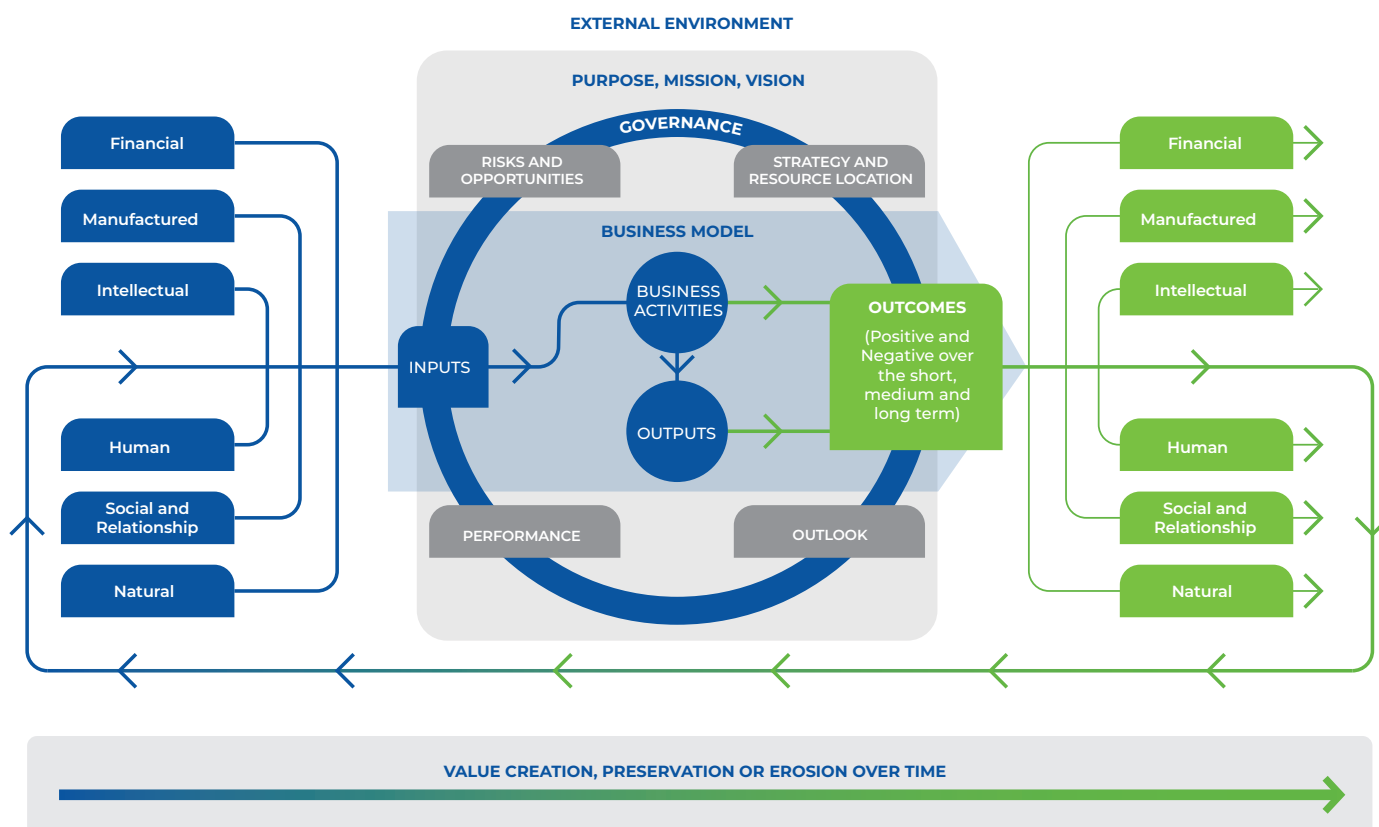 EXTERNAL ENVIRONMENT
PURPOSE, MISSION, VISION
GOVERNANCE
Financial
Manufactured
Intellectual
Human
Social and
Relationship
Natural
RISKS AND
OPPORTUNITIES
STRATEGY AND
RESOURCE LOCATION
BUSINESS MODEL
INPUTS
BUSINESS
ACTIVITIES
OUTPUTS
OUTCOMES
(Positive and
Negative over
the short,
medium and
long term)
PERFORMANCE
OUTLOOK
Financial
Manufactured
Intellectual
Human
Social and
Relationship
Natural
VALUE CREATION, PRESERVATION OR EROSION OVER TIME